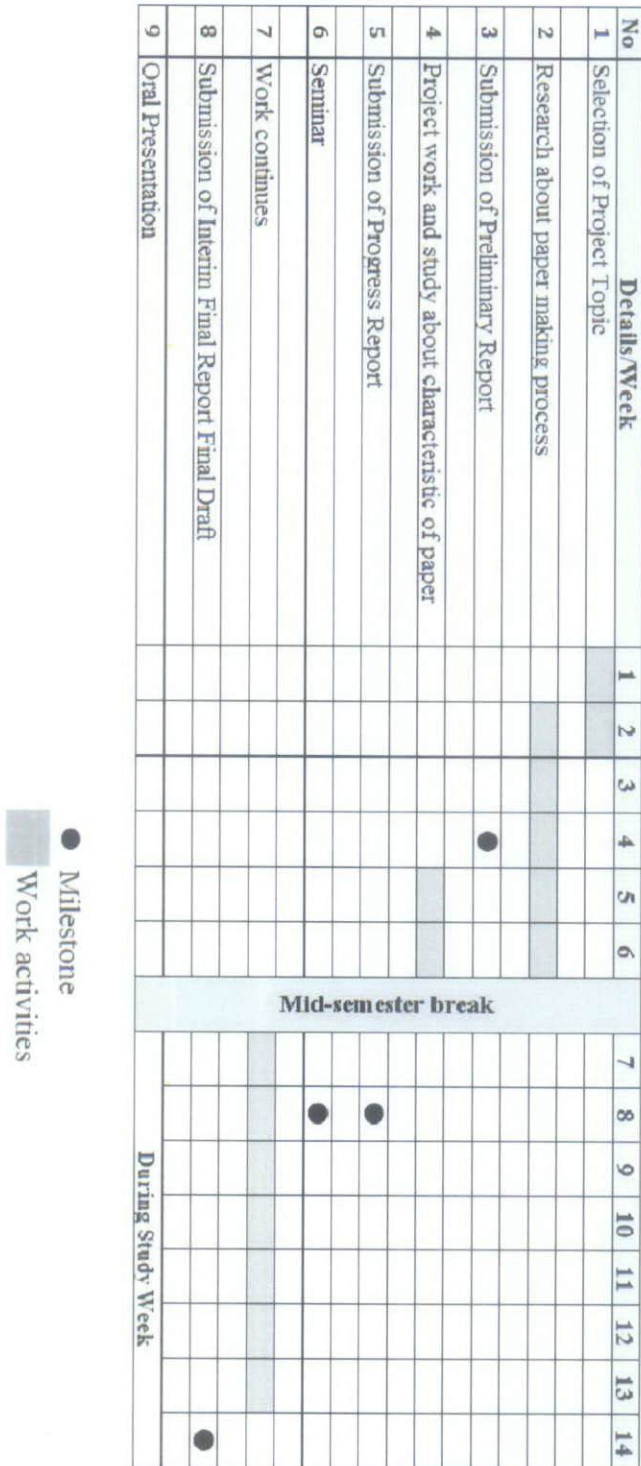 No Details/Week 1 2 3 4 5 6 7 8 9 10 11 12 13 14
1 Selection of Project Topic
2 Research about paper making process
3 Submission of Preliminary Report
4 Project work and study about characteristic of paper
Mid-semester break
5 Submission of Progress Report
6 Seminar
7 Work continues
8 Submission of Interim Final Report Final Draft
9 Oral Presentation During Study Week
Milestone
Work activities